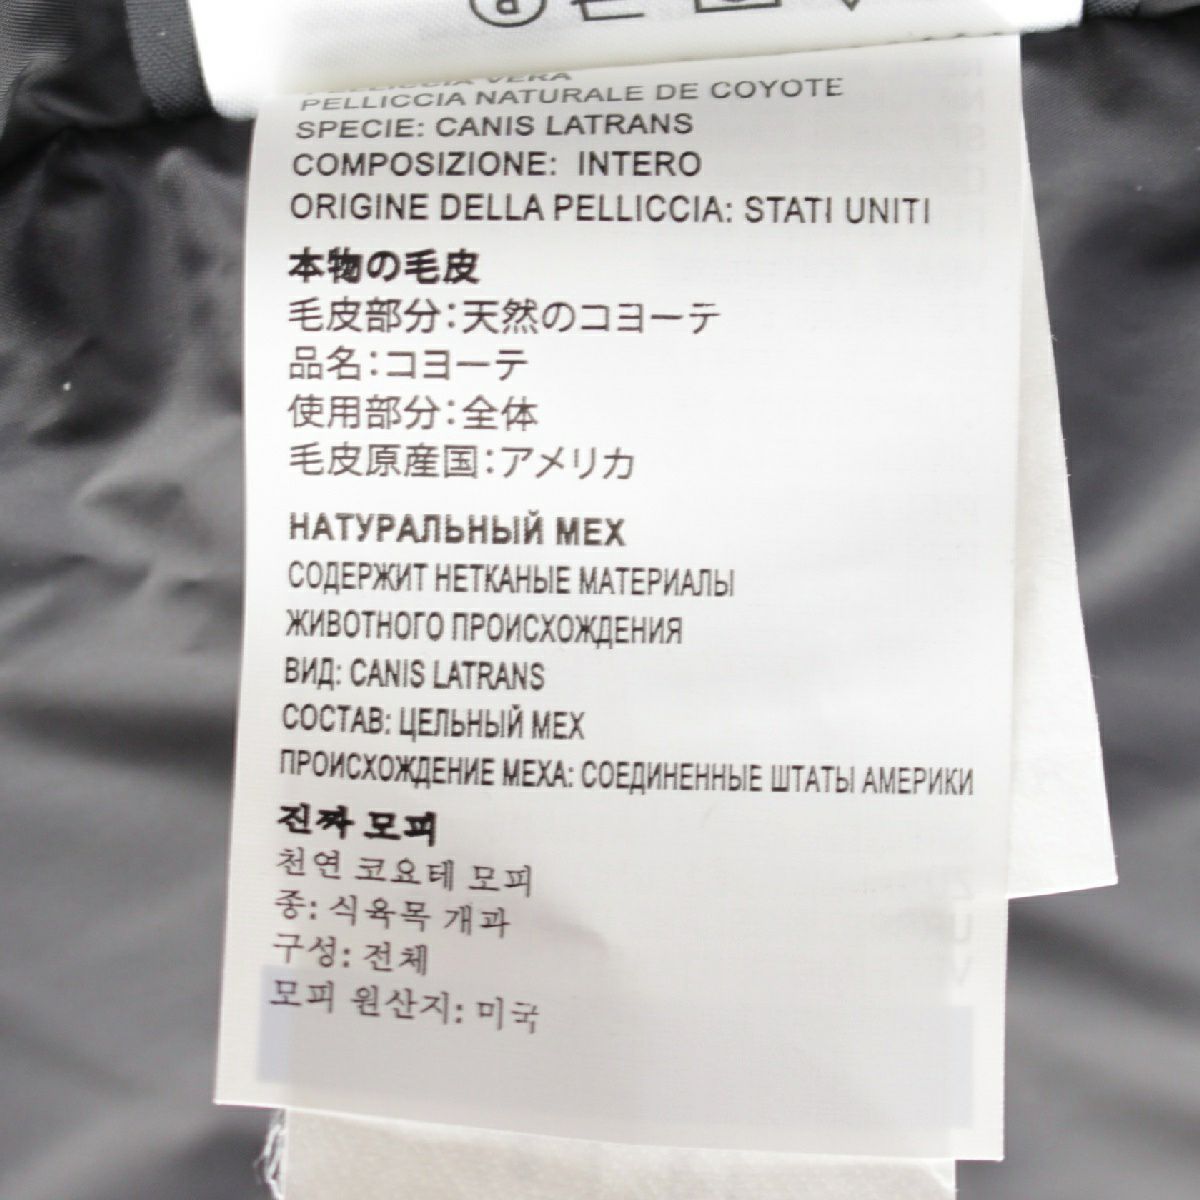 PELLICCIA VERA
PELLICCIA NATURALE DE COYOTE
SPECIE: CANIS LATRANS
COMPOSIZIONE: INTERO
ORIGINE DELLA PELLICCIA: STATI UNITI
本物の毛皮
毛皮部分:天然のコヨーテ
品名:コヨーテ
使用部分:全体
毛皮原産国:アメリカ
НАТУРАЛЬНЫЙ МЕХ
СОДЕРЖИТ НЕТКАНЫЕ МАТЕРИАЛЫ
ЖИВОТНОГО ПРОИСХОЖДЕНИЯ
ВИД: CANIS LATRANS
СОСТАВ: ЦЕЛЬНЫЙ МЕХ
ПРОИСХОЖДЕНИЕ МЕХА: СОЕДИНЕННЫЕ ШТАТЫ АМЕРИКИ
진짜 모피
천연 코요테 모피
종: 식육목 개과
구성: 전체
모피 원산지: 미국